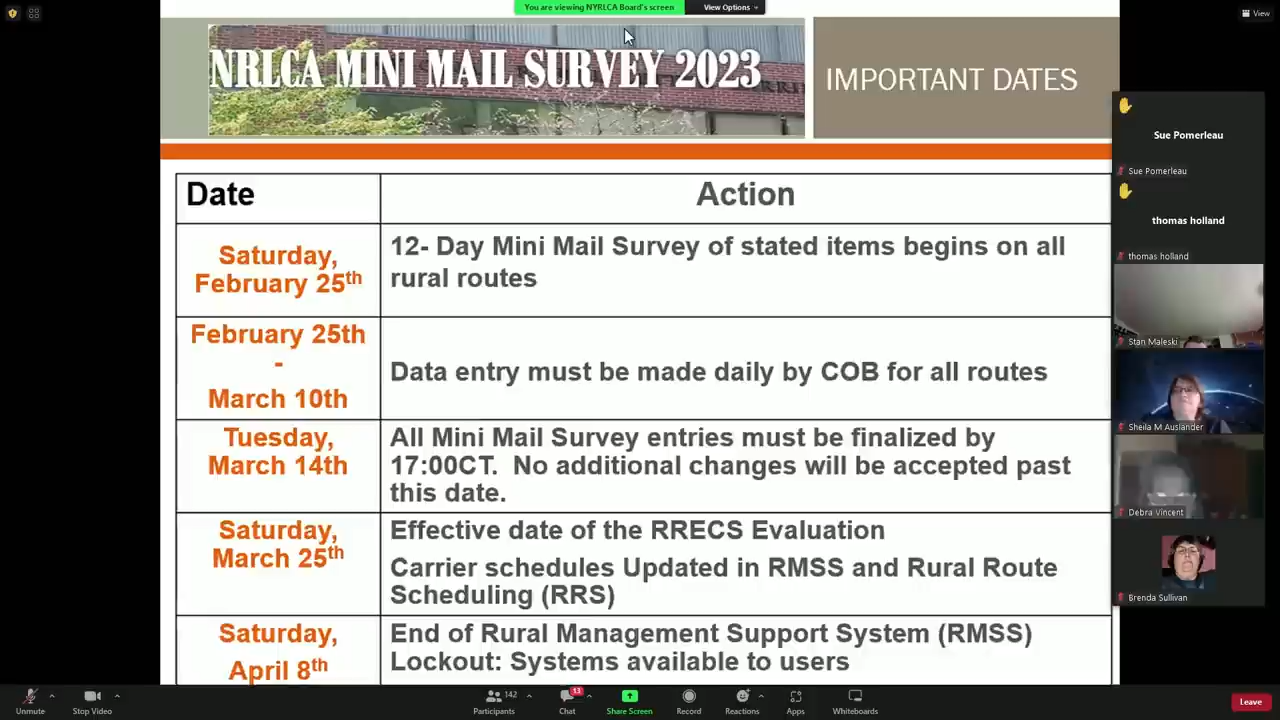 You are viewing NYRLCA Board's screen
View Options
View
NRLCA MINI MAIL SURVEY 2023
IMPORTANT DATES
Date
Action
Saturday,
February 25th
12- Day Mini Mail Survey of stated items begins on all
rural routes
February 25th
-
March 10th
Data entry must be made daily by COB for all routes
Tuesday,
March 14th
All Mini Mail Survey entries must be finalized by
17:00CT. No additional changes will be accepted past
this date.
Saturday,
March 25th
Effective date of the RRECS Evaluation
Carrier schedules Updated in RMSS and Rural Route
Scheduling (RRS)
Saturday,
April 8th
End of Rural Management Support System (RMSS)
Lockout: Systems available to users
Sue Pomerleau
Sue Pomerleau
thomas holland
thomas holland
Stan Maleski
Sheila M Auslander
Debra Vincent
Brenda Sullivan
Unmute
Stop Video
142
Participants
13
Chat
Share Screen
Record
Reactions
Apps
Whiteboards
Leave